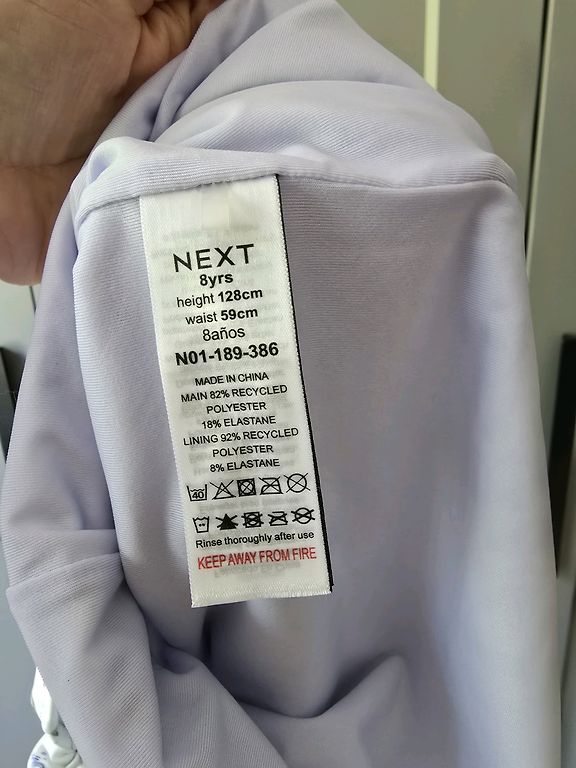 NEXT
8yrs
height 128cm
waist 59cm
8años
N01-189-386
MADE IN CHINA
MAIN 82% RECYCLED
POLYESTER
18% ELASTANE
LINING 92% RECYCLED
POLYESTER
8% ELASTANE
40
Rinse thoroughly after use
KEEP AWAY FROM FIRE